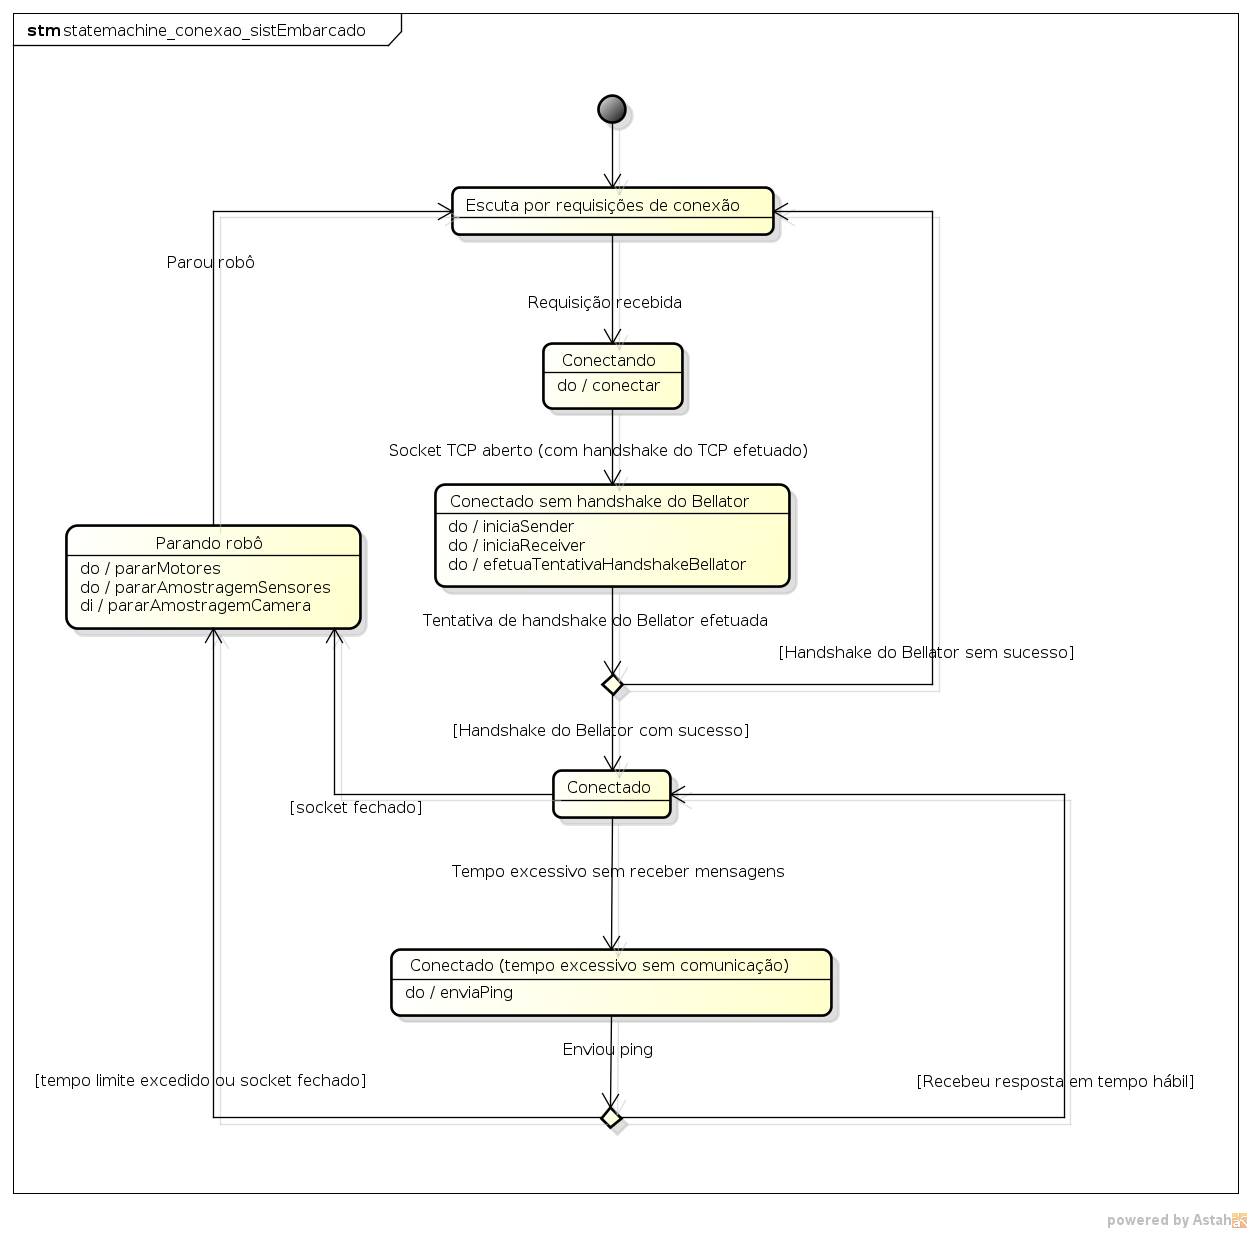 stm statemachine_conexao_sistEmbarcado
Escuta por requisições de conexão
Parou robô
Requisição recebida
Conectando
do / conectar
Socket TCP aberto (com handshake do TCP efetuado)
Conectado sem handshake do Bellator
do / iniciaSender
do / iniciaReceiver
do / efetuaTentativaHandshakeBellator
Parando robô
do / pararMotores
do / pararAmostragemSensores
di / pararAmostragemCamera
Tentativa de handshake do Bellator efetuada
[Handshake do Bellator sem sucesso]
[Handshake do Bellator com sucesso]
Conectado
[socket fechado]
Tempo excessivo sem receber mensagens
Conectado (tempo excessivo sem comunicação)
do / enviaPing
Enviou ping
[tempo limite excedido ou socket fechado]
[Recebeu resposta em tempo hábil]
powered by Astah